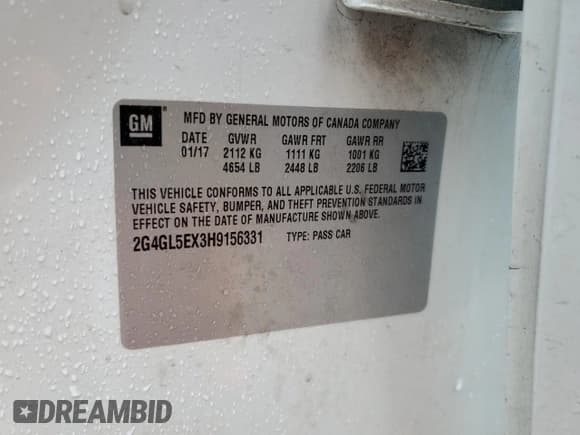 GM ®
MFD BY GENERAL MOTORS OF CANADA COMPANY
DATE GVWR GAWR FRT GAWR RR
01/17 2112 KG 1111 KG 1001 KG
4654 LB 2448 LB 2206 LB
THIS VEHICLE CONFORMS TO ALL APPLICABLE U.S. FEDERAL MOTOR
VEHICLE SAFETY, BUMPER, AND THEFT PREVENTION STANDARDS IN
EFFECT ON THE DATE OF MANUFACTURE SHOWN ABOVE.
2G4GL5EX3H9156331 TYPE: PASS CAR
DREAMBID